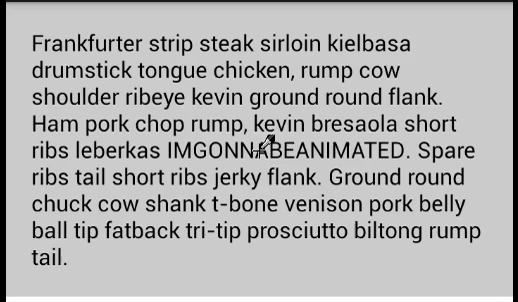 Frankfurter strip steak sirloin kielbasa
drumstick tongue chicken, rump cow
shoulder ribeye kevin ground round flank.
Ham pork chop rump, kevin bresaola short
ribs leberkas IMGONNABEANIMATED. Spare
ribs tail short ribs jerky flank. Ground round
chuck cow shank t-bone venison pork belly
ball tip fatback tri-tip prosciutto biltong rump
tail.